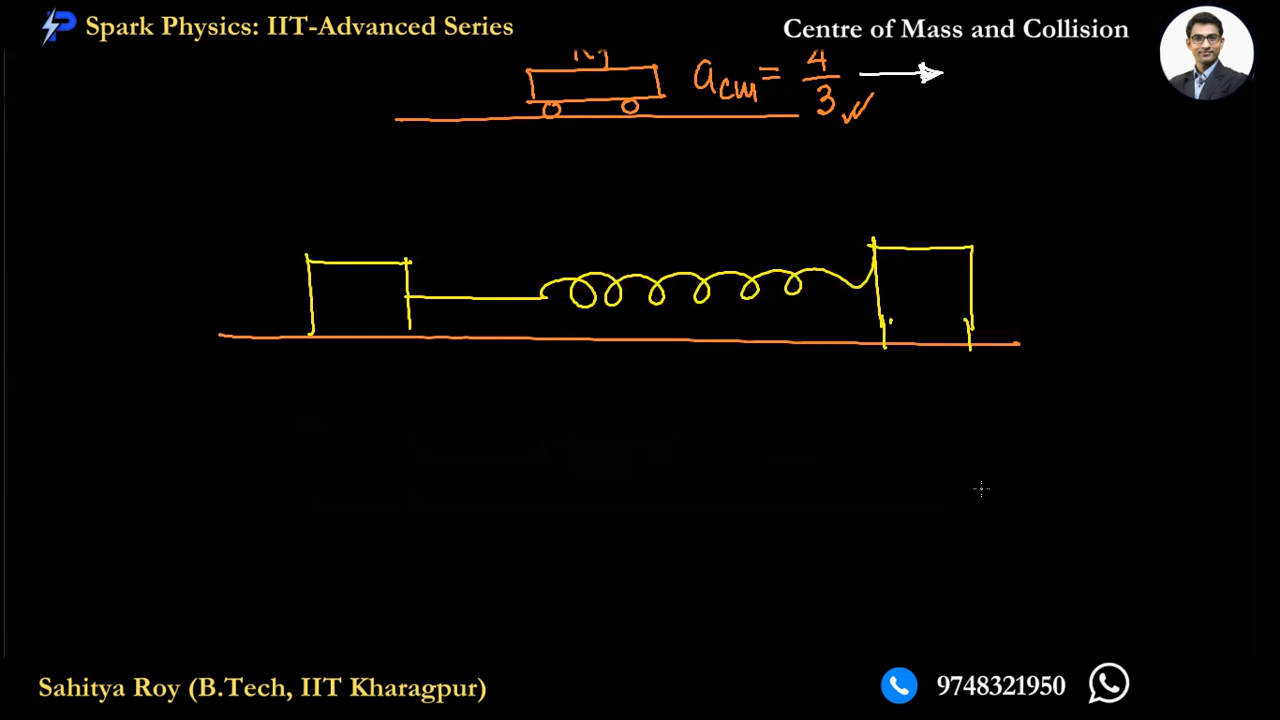 Spark Physics: IIT-Advanced Series
Centre of Mass and Collision
a_cm = 4/3
Sahitya Roy (B.Tech, IIT Kharagpur)
9748321950